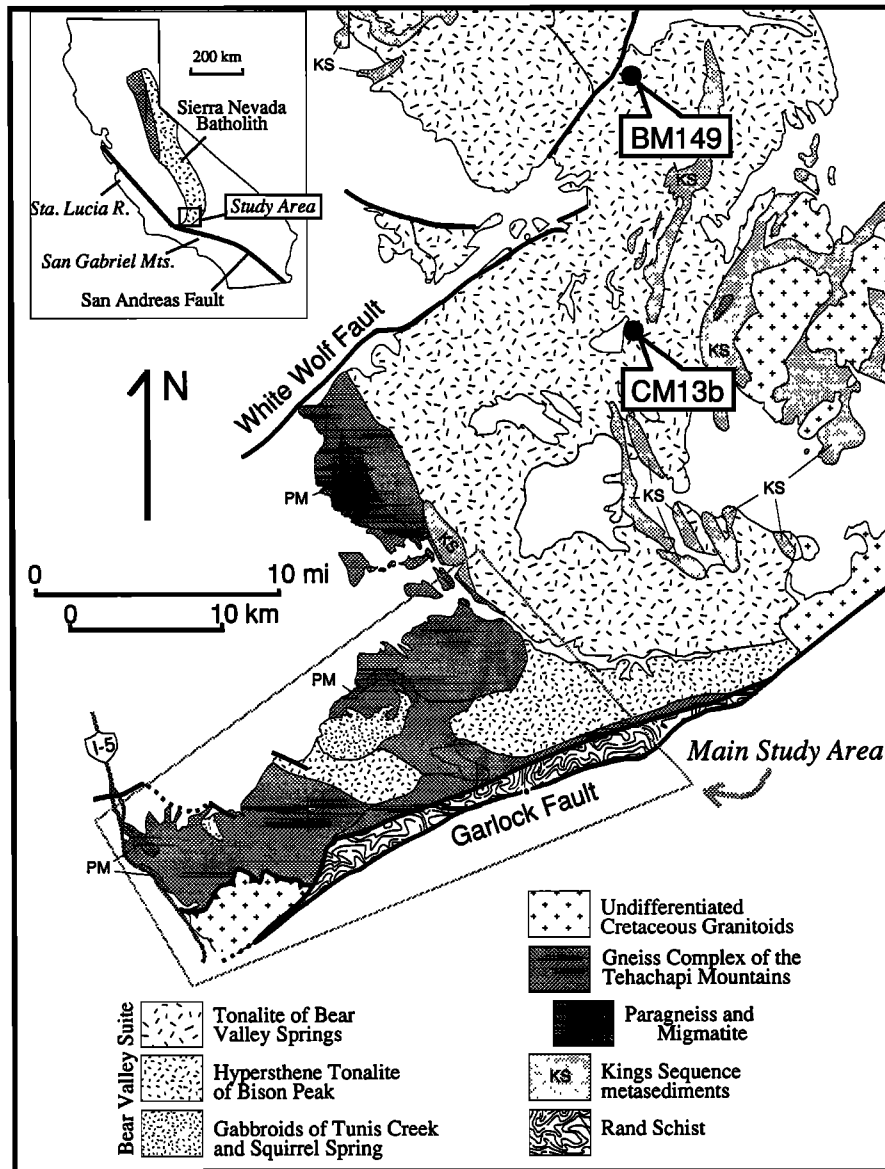 200 km
Sierra Nevada
Batholith
Sta. Lucia R.
Study Area
San Gabriel Mts.
San Andreas Fault
KS
BM149
KS
White Wolf Fault
KS
CM13b
N
PM
KS
KS
KS
0
10 mi
0
10 km
PM
I-5
Main Study Area
Garlock Fault
PM
Bear Valley Suite
Tonalite of Bear
Valley Springs
Hypersthene Tonalite
of Bison Peak
Gabbroids of Tunis Creek
and Squirrel Spring
Undifferentiated
Cretaceous Granitoids
Gneiss Complex of the
Tehachapi Mountains
Paragneiss and
Migmatite
KS
Kings Sequence
metasediments
Rand Schist